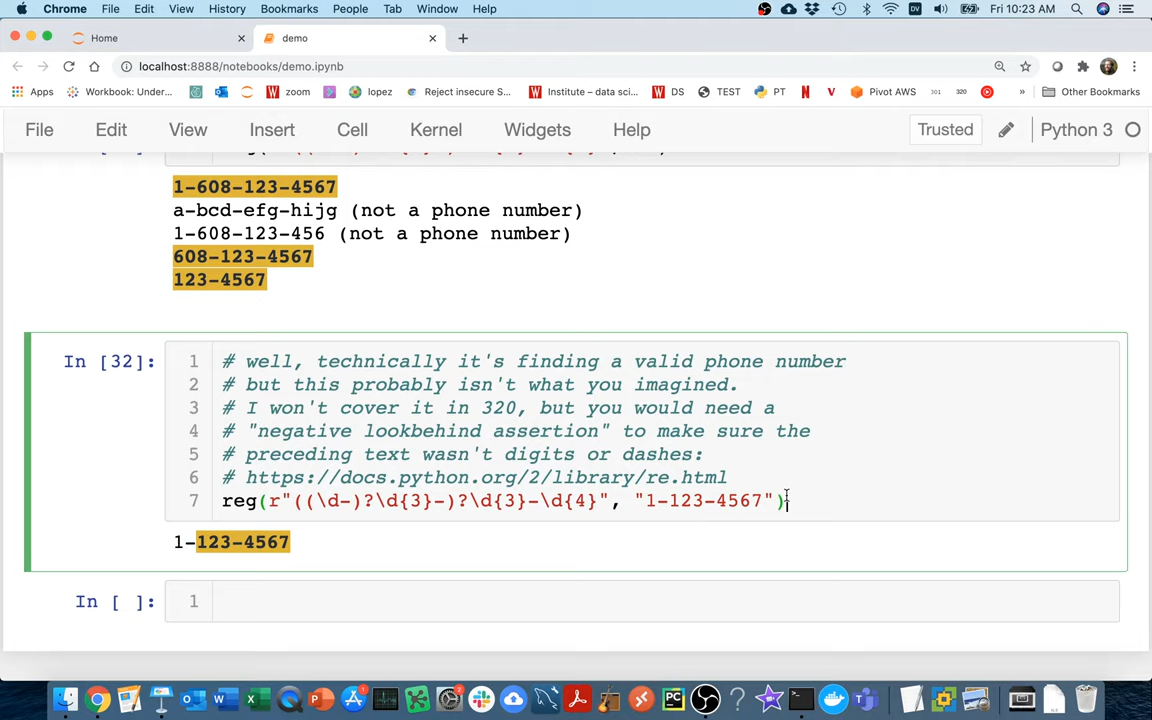 Chrome File Edit View History Bookmarks People Tab Window Help DV Fri 10:23 AM
Home demo
localhost:8888/notebooks/demo.ipynb
Apps Workbook: Under... zoom lopez Reject insecure S... Institute – data sci... DS TEST PT Pivot AWS 301 320 » Other Bookmarks
File Edit View Insert Cell Kernel Widgets Help Trusted Python 3
1-608-123-4567
a-bcd-efg-hijg (not a phone number)
1-608-123-456 (not a phone number)
608-123-4567
123-4567
In [32]:
1 # well, technically it's finding a valid phone number
2 # but this probably isn't what you imagined.
3 # I won't cover it in 320, but you would need a
4 # "negative lookbehind assertion" to make sure the
5 # preceding text wasn't digits or dashes:
6 # https://docs.python.org/2/library/re.html
7 reg(r"((\d-)?\d{3}-)?\d{3}-\d{4}", "1-123-4567")
1-123-4567
In [ ]: 1